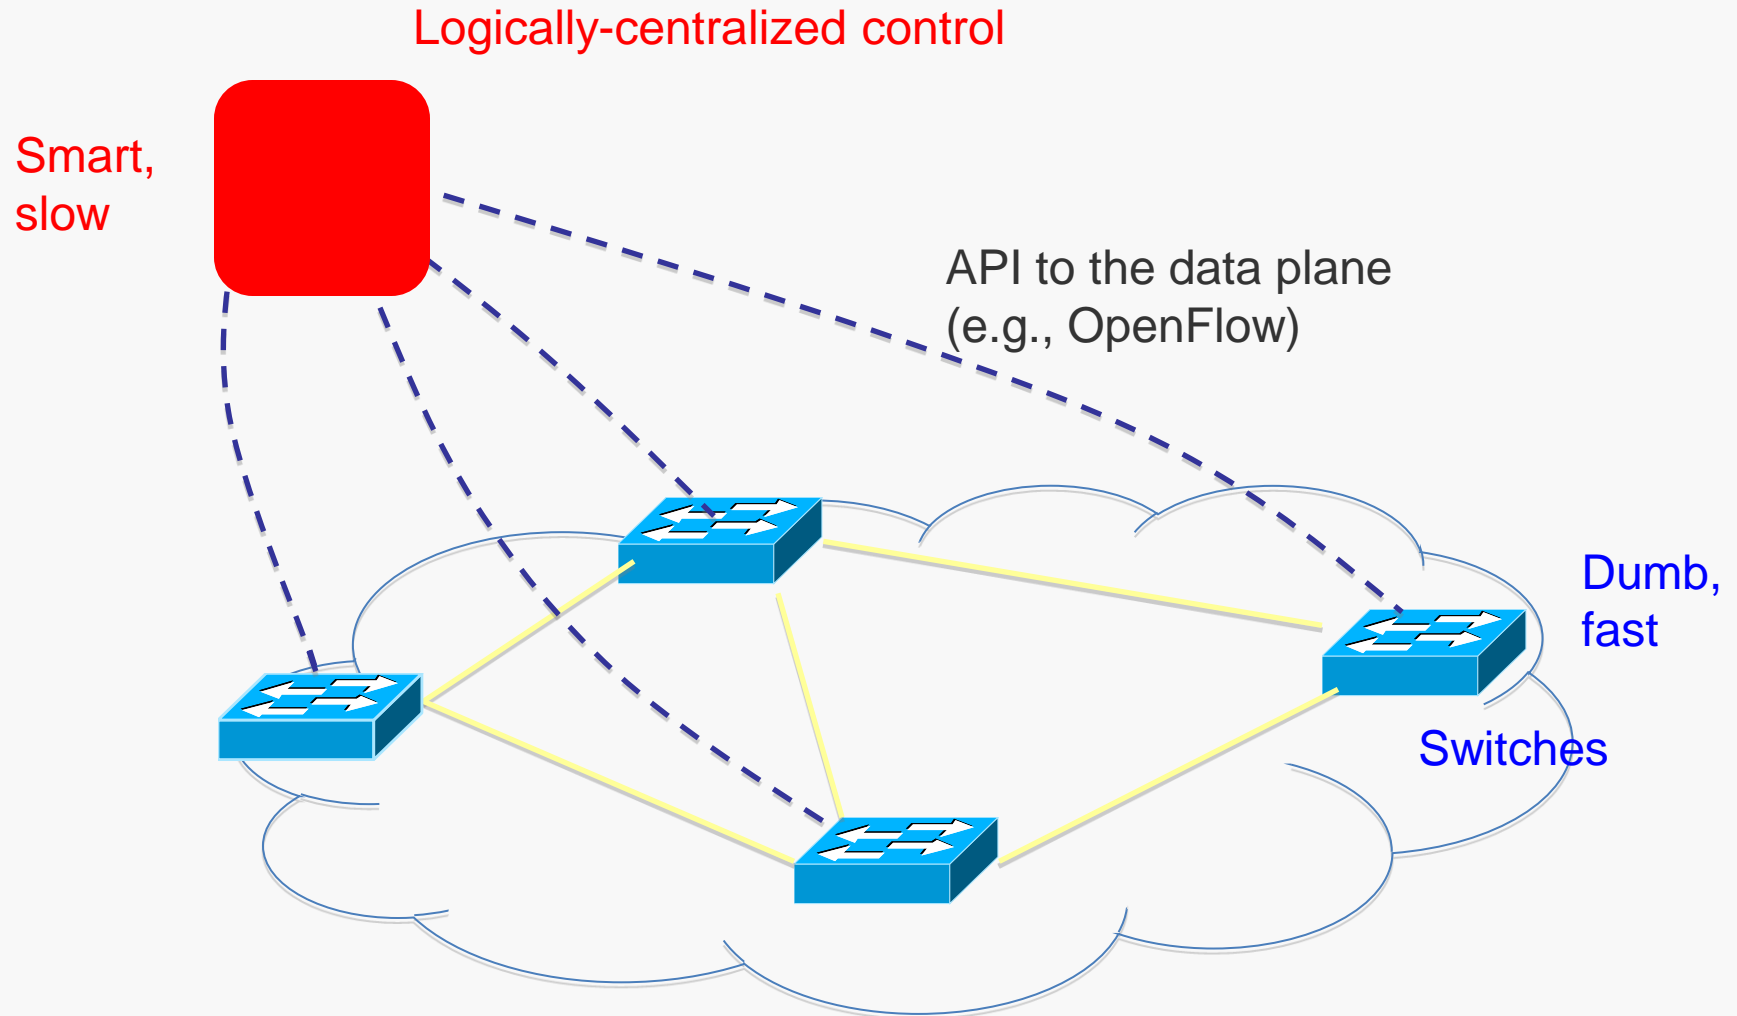 Logically-centralized control
Smart,
slow
API to the data plane
(e.g., OpenFlow)
Dumb,
fast
Switches